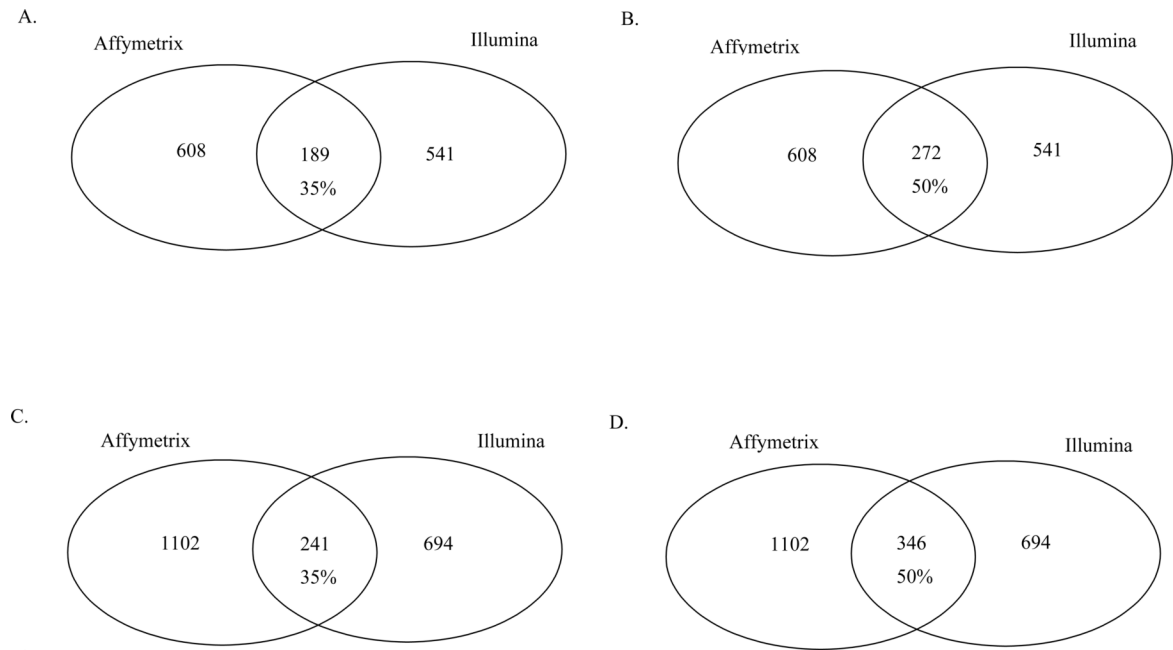 A.
Affymetrix
Illumina
608
189
541
35%
B.
Affymetrix
Illumina
608
272
541
50%
C.
Affymetrix
Illumina
1102
241
694
35%
D.
Affymetrix
Illumina
1102
346
694
50%